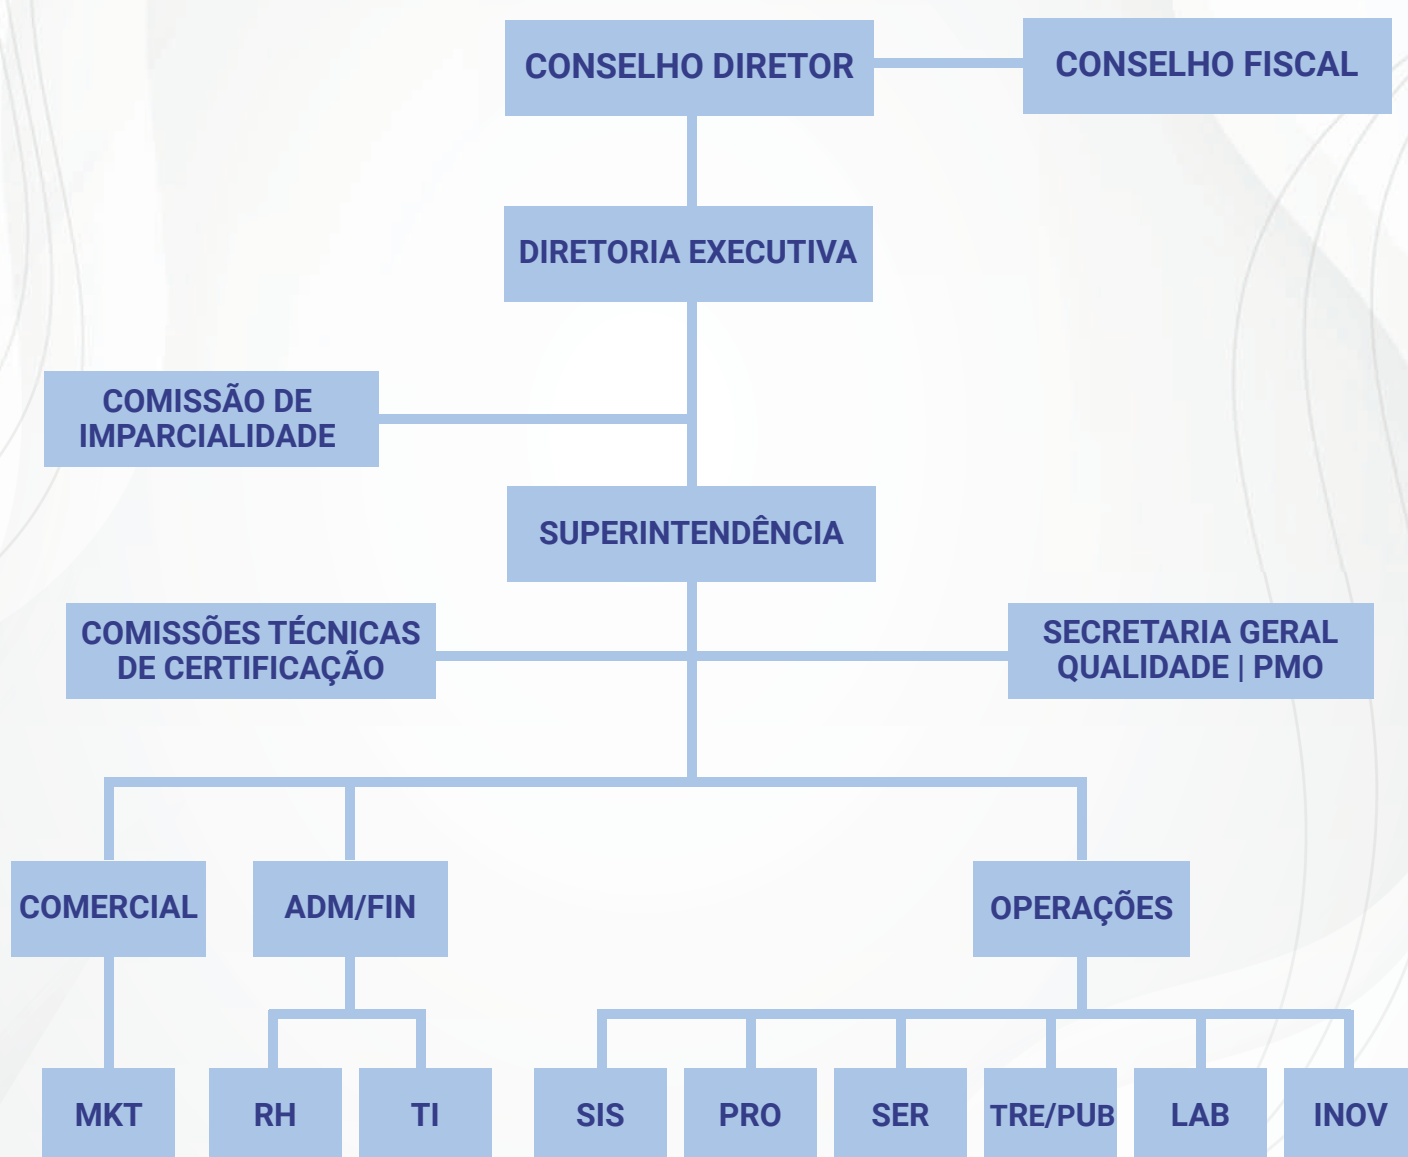 CONSELHO DIRETOR
CONSELHO FISCAL
DIRETORIA EXECUTIVA
COMISSÃO DE
IMPARCIALIDADE
SUPERINTENDÊNCIA
COMISSÕES TÉCNICAS
DE CERTIFICAÇÃO
SECRETARIA GERAL
QUALIDADE | PMO
COMERCIAL
ADM/FIN
OPERAÇÕES
MKT
RH
TI
SIS
PRO
SER
TRE/PUB
LAB
INOV